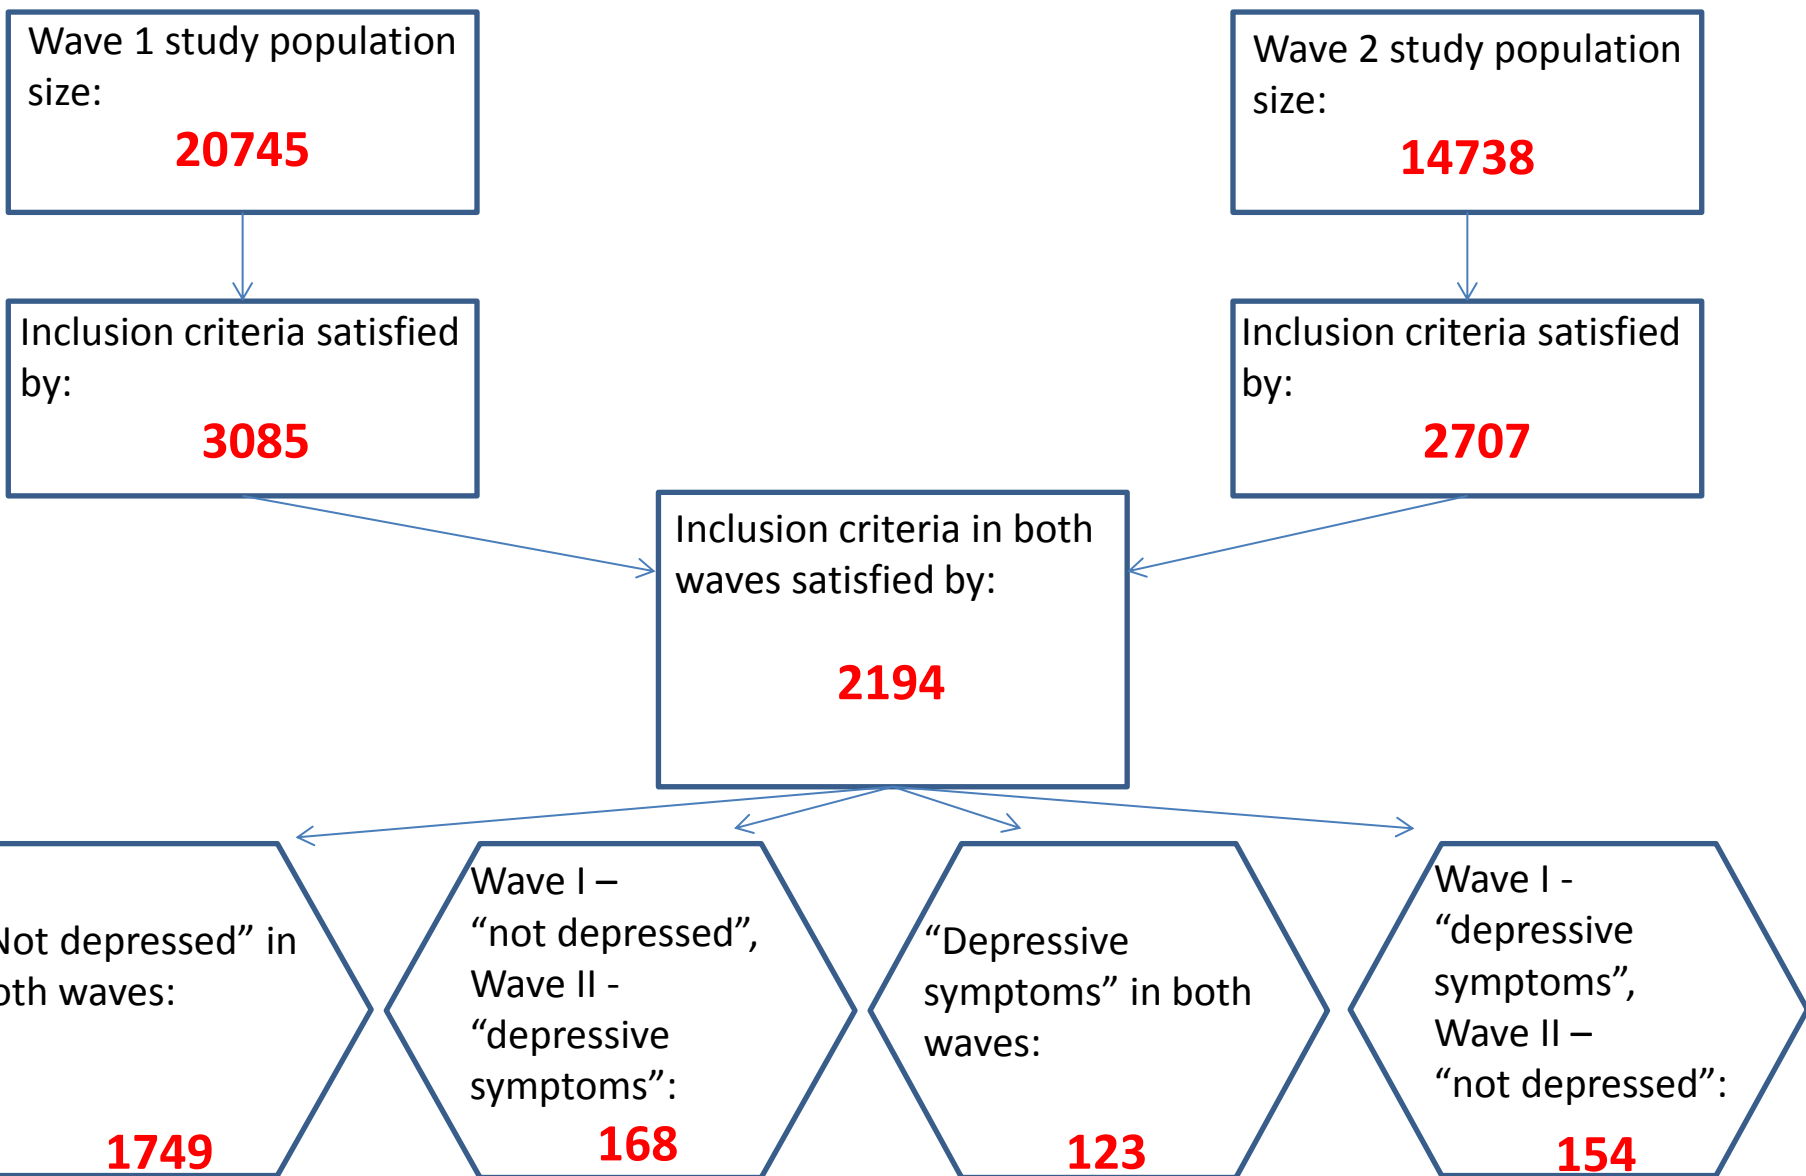 Wave 1 study population
size:
20745
Wave 2 study population
size:
14738
Inclusion criteria satisfied
by:
3085
Inclusion criteria satisfied
by:
2707
Inclusion criteria in both
waves satisfied by:
2194
Not depressed” in
oth waves:
1749
Wave I –
“not depressed”,
Wave II -
“depressive
symptoms”:
168
“Depressive
symptoms” in both
waves:
123
Wave I -
“depressive
symptoms”,
Wave II –
“not depressed”:
154